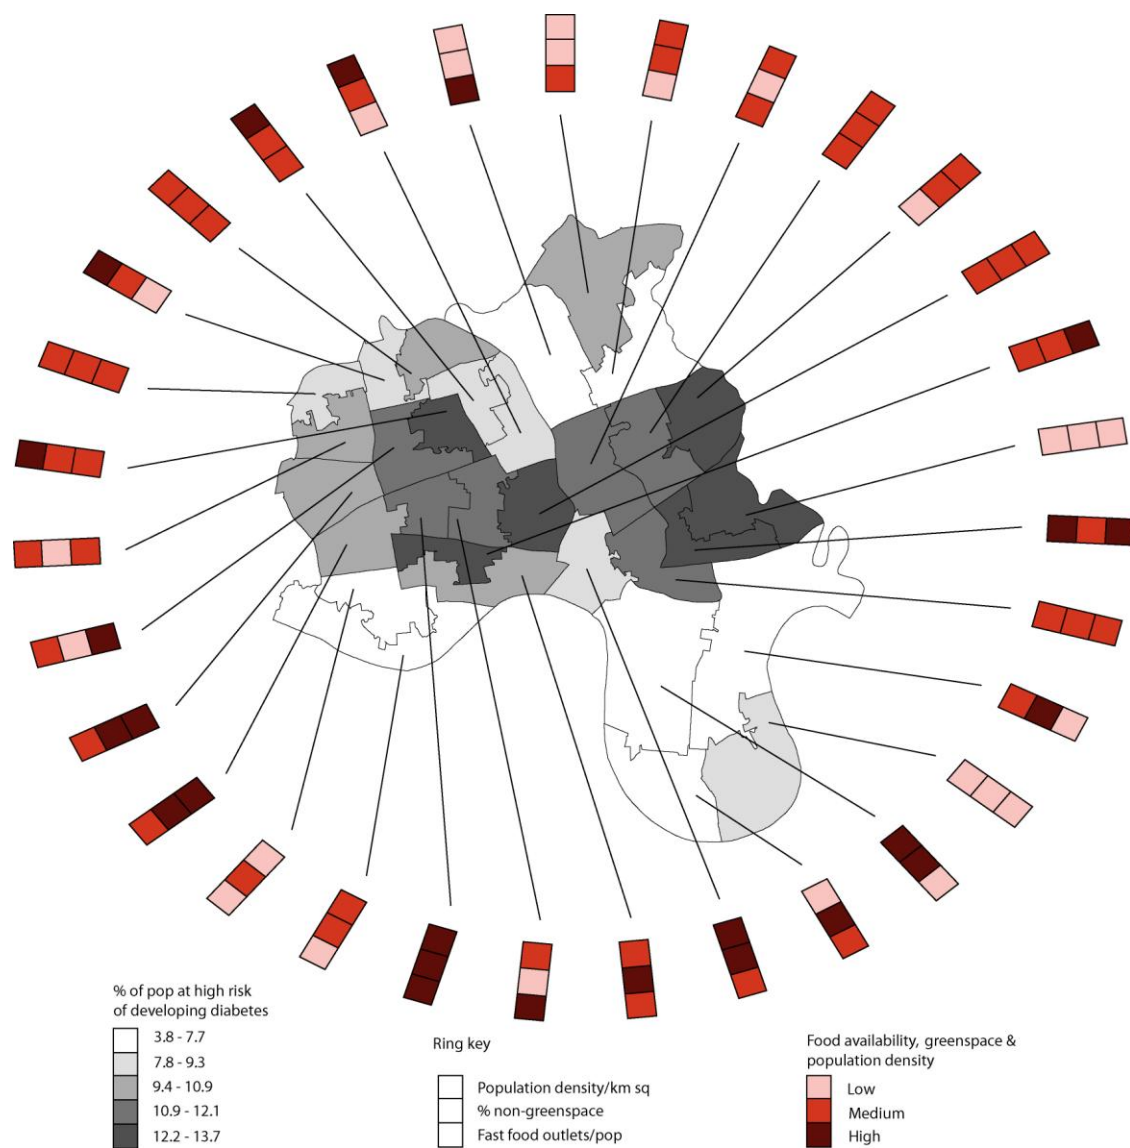 % of pop at high risk
of developing diabetes
3.8 - 7.7
7.8 - 9.3
9.4 - 10.9
10.9 - 12.1
12.2 - 13.7
Ring key
Population density/km sq
% non-greenspace
Fast food outlets/pop
Food availability, greenspace &
population density
Low
Medium
High